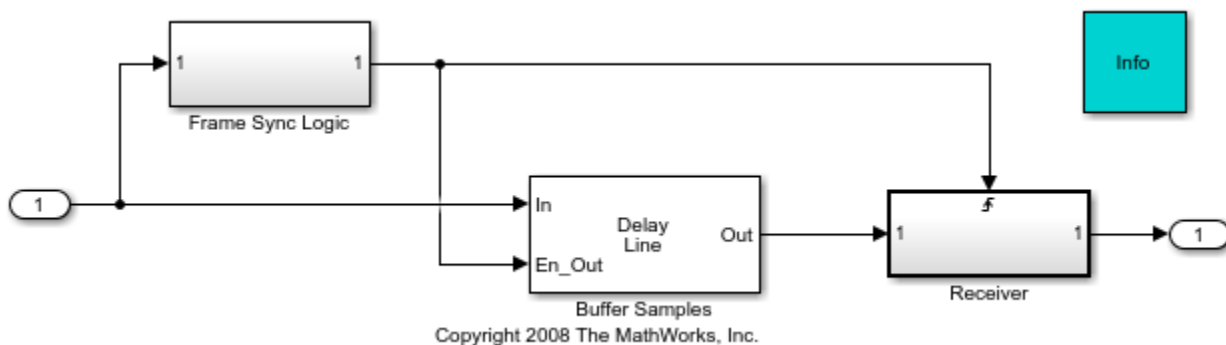 1 1
Info
Frame Sync Logic
1
In
Delay
Line
Out
En_Out
1 1
1
Receiver
Buffer Samples
Copyright 2008 The MathWorks, Inc.